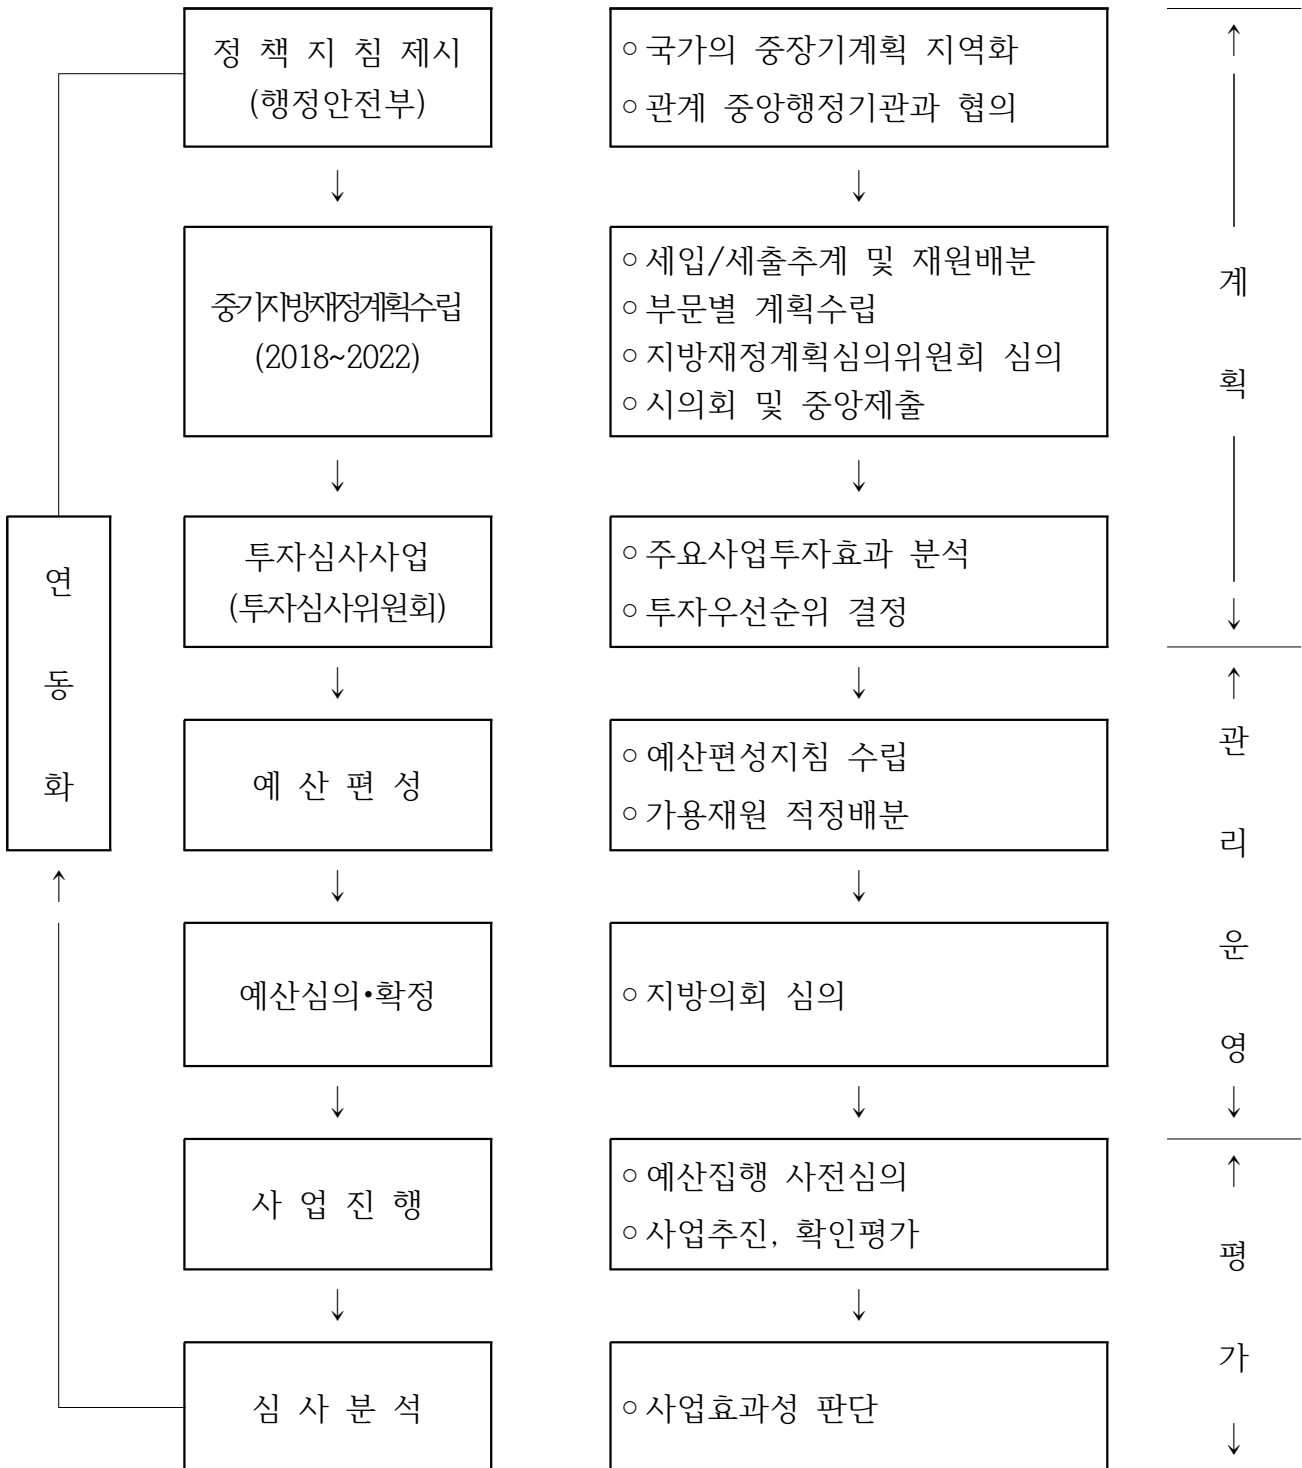 정 책 지 침 제시
(행정안전부)
○ 국가의 중장기계획 지역화
○ 관계 중앙행정기관과 협의
↓
↓
중기지방재정계획수립
(2018~2022)
○ 세입/세출추계 및 재원배분
○ 부문별 계획수립
○ 지방재정계획심의위원회 심의
○ 시의회 및 중앙제출
↓
↓
투자심사사업
(투자심사위원회)
○ 주요사업투자효과 분석
○ 투자우선순위 결정
↓
↓
예 산 편 성
○ 예산편성지침 수립
○ 가용재원 적정배분
↓
↓
예산심의•확정
○ 지방의회 심의
↓
↓
사 업 진 행
○ 예산집행 사전심의
○ 사업추진, 확인평가
↓
↓
심 사 분 석
○ 사업효과성 판단
연
동
화
↑
↑
계
획
↓
↑
관
리
운
영
↓
↑
평
가
↓